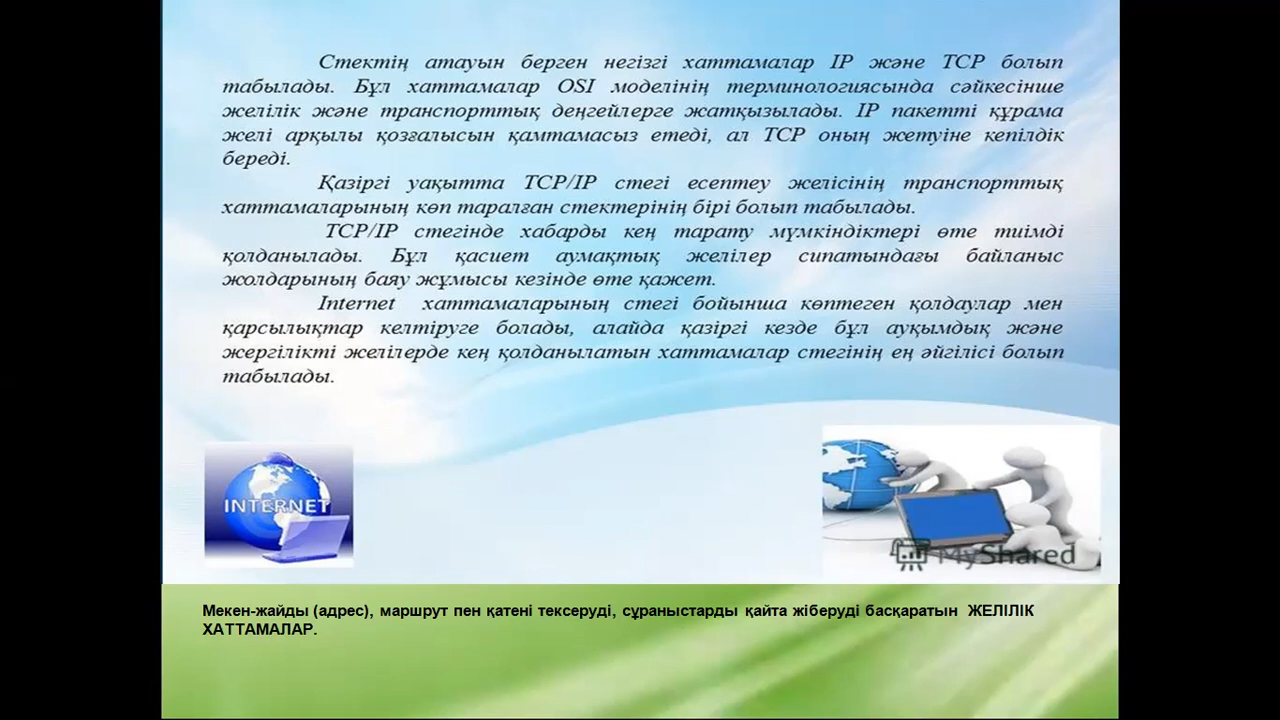 Стектің атауын берген негізгі хаттамалар IP және TCP болып
табылады. Бұл хаттамалар OSI моделінің терминологиясында сәйкесінше
желілік және транспорттық деңгейлерге жатқызылады. IP пакетті құрама
желі арқылы қозғалысын қамтамасыз етеді, ал TCP оның жетуіне кепілдік
береді.
Қазіргі уақытта TCP/IP стегі есептеу желісінің транспорттық
хаттамаларының көп таралған стектерінің бірі болып табылады.
TCP/IP стегінде хабарды кең тарату мүмкіндіктері өте тиімді
қолданылады. Бұл қасиет аумақтық желілер сипатындағы байланыс
жолдарының баяу жұмысы кезінде өте қажет.
Internet хаттамаларының стегі бойынша көптеген қолдаулар мен
қарсылықтар келтіруге болады, алайда қазіргі кезде бұл ауқымдық және
жергілікті желілерде кең қолданылатын хаттамалар стегінің ең әйгілісі болып
табылады.
INTERNET
MyShared
Мекен-жайды (адрес), маршрут пен қатені тексеруді, сұраныстарды қайта жіберуді басқаратын ЖЕЛІЛІК
ХАТТАМАЛАР.